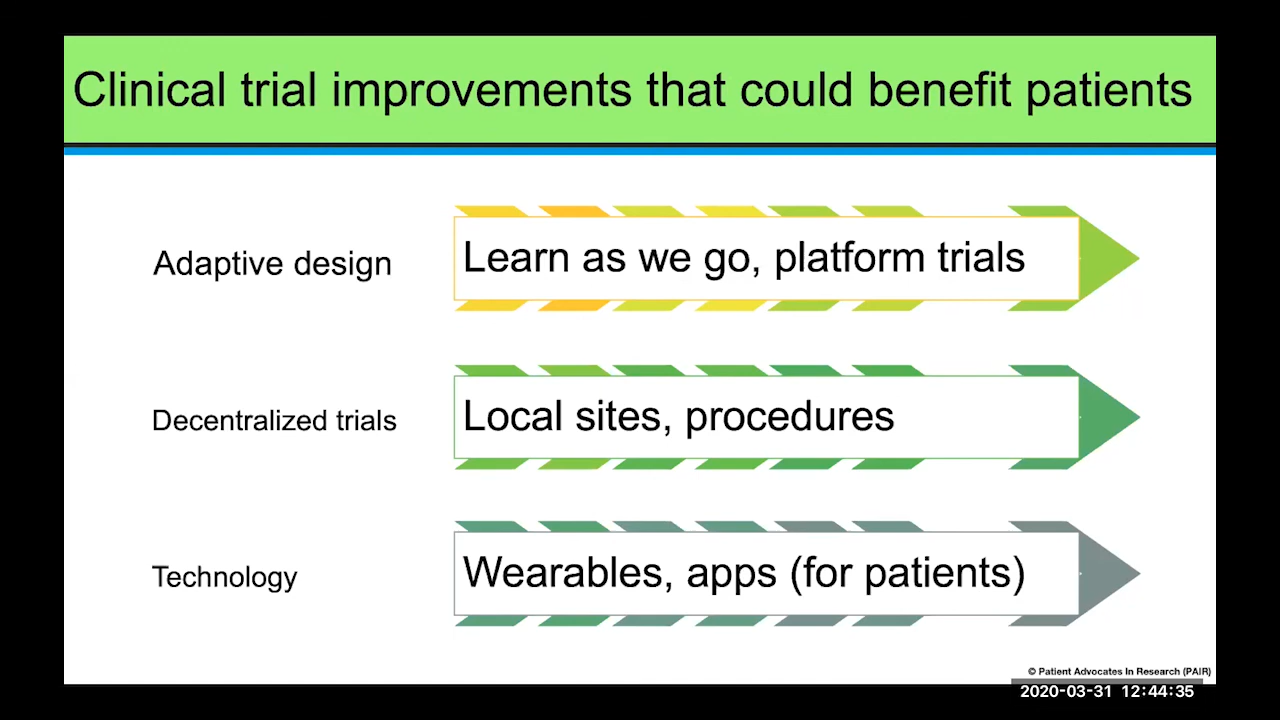 Clinical trial improvements that could benefit patients
Adaptive design
Learn as we go, platform trials
Decentralized trials
Local sites, procedures
Technology
Wearables, apps (for patients)
© Patient Advocates In Research (PAIR)
2020-03-31 12:44:35